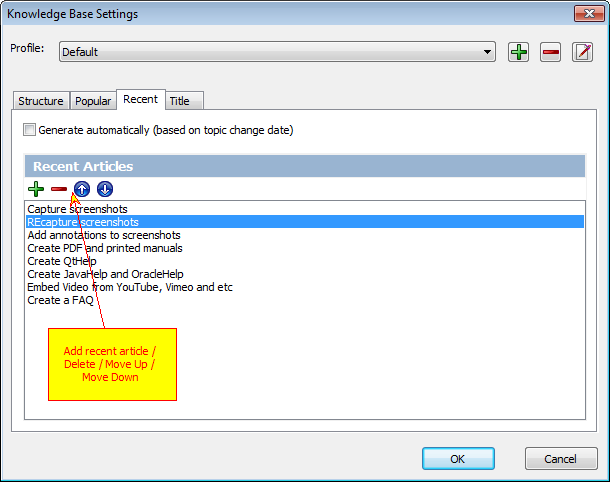 Knowledge Base Settings
Profile: Default
Structure Popular Recent Title
Generate automatically (based on topic change date)
Recent Articles
Capture screenshots
REcapture screenshots
Add annotations to screenshots
Create PDF and printed manuals
Create QtHelp
Create JavaHelp and OracleHelp
Embed Video from YouTube, Vimeo and etc
Create a FAQ
Add recent article /
Delete / Move Up /
Move Down
OK Cancel